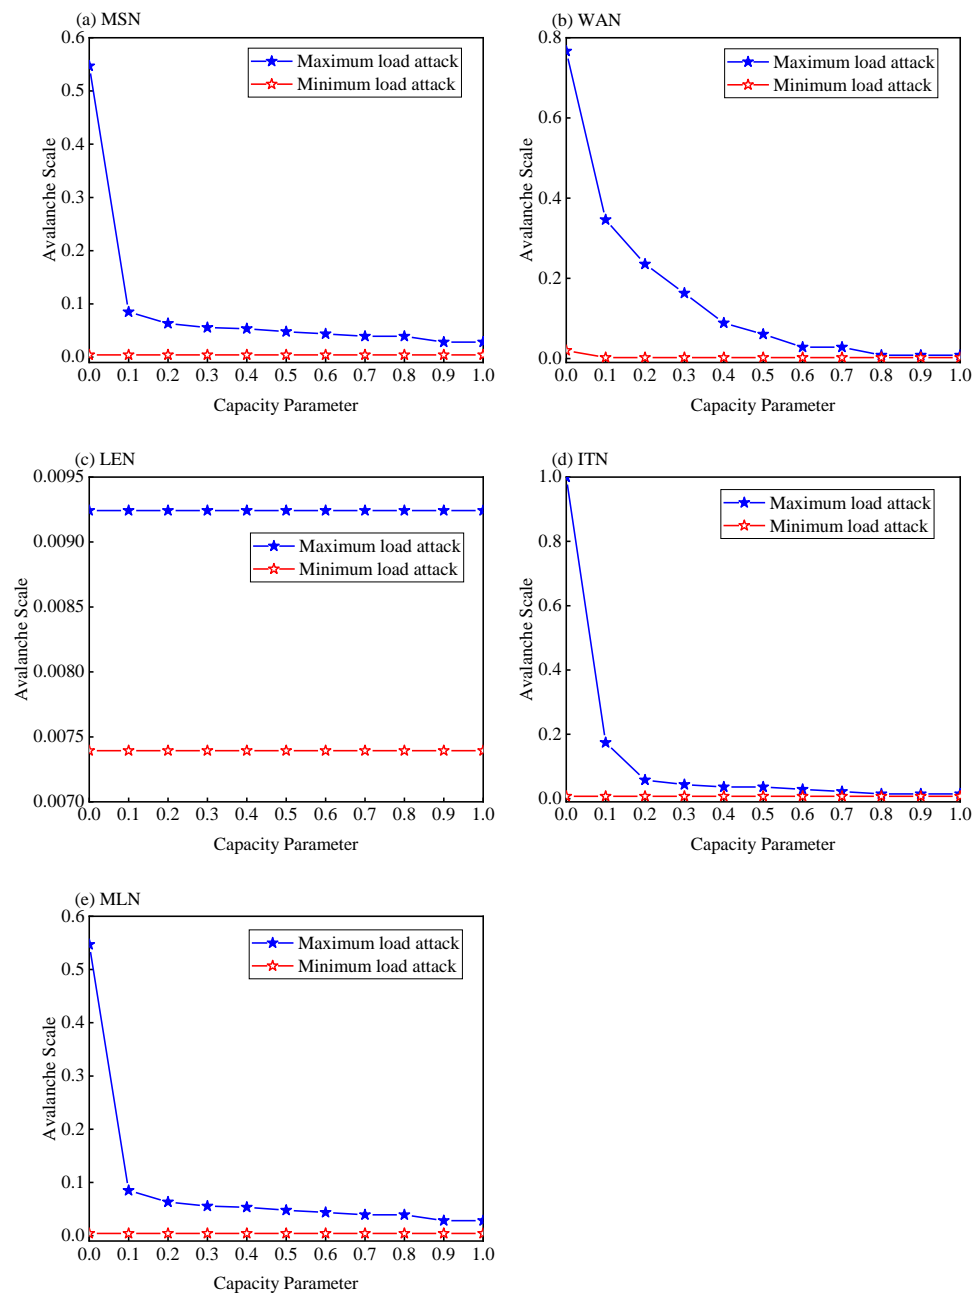 (a) MSN
0.6
0.5
0.4
0.3
0.2
0.1
0.0
Avalanche Scale
Maximum load attack
Minimum load attack
0.0 0.1 0.2 0.3 0.4 0.5 0.6 0.7 0.8 0.9 1.0
Capacity Parameter
(b) WAN
0.8
0.6
0.4
0.2
0.0
Avalanche Scale
Maximum load attack
Minimum load attack
0.0 0.1 0.2 0.3 0.4 0.5 0.6 0.7 0.8 0.9 1.0
Capacity Parameter
(c) LEN
0.0095
0.0090
0.0085
0.0080
0.0075
0.0070
Avalanche Scale
Maximum load attack
Minimum load attack
0.0 0.1 0.2 0.3 0.4 0.5 0.6 0.7 0.8 0.9 1.0
Capacity Parameter
(d) ITN
1.0
0.8
0.6
0.4
0.2
0.0
Avalanche Scale
Maximum load attack
Minimum load attack
0.0 0.1 0.2 0.3 0.4 0.5 0.6 0.7 0.8 0.9 1.0
Capacity Parameter
(e) MLN
0.6
0.5
0.4
0.3
0.2
0.1
0.0
Avalanche Scale
Maximum load attack
Minimum load attack
0.0 0.1 0.2 0.3 0.4 0.5 0.6 0.7 0.8 0.9 1.0
Capacity Parameter